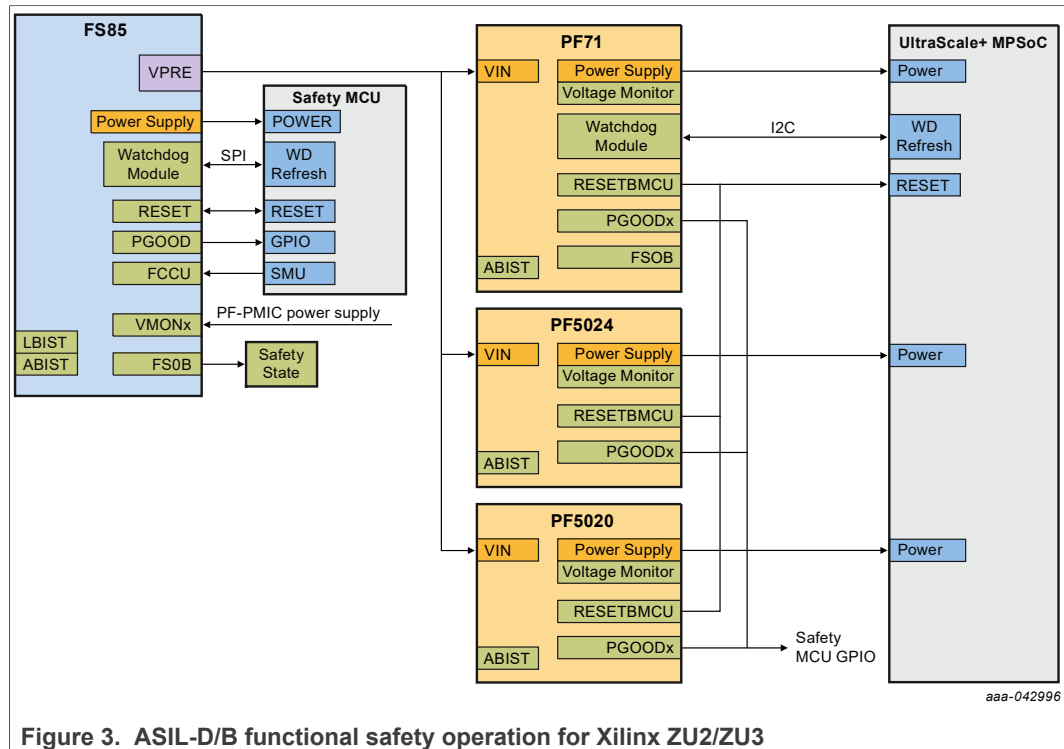 FS85
VPRE
Power Supply
Watchdog
Module
RESET
PGOOD
FCCU
VMONx
LBIST
ABIST
FS0B
Safety
State
Safety MCU
POWER
SPI
WD
Refresh
RESET
GPIO
SMU
PF-PMIC power supply
PF71
VIN
Power Supply
Voltage Monitor
Watchdog
Module
RESETBMCU
PGOODx
FSOB
ABIST
I2C
PF5024
VIN
Power Supply
Voltage Monitor
RESETBMCU
PGOODx
ABIST
PF5020
VIN
Power Supply
Voltage Monitor
RESETBMCU
PGOODx
ABIST
Safety
MCU GPIO
UltraScale+ MPSoC
Power
WD
Refresh
RESET
Power
Power
aaa-042996
Figure 3. ASIL-D/B functional safety operation for Xilinx ZU2/ZU3